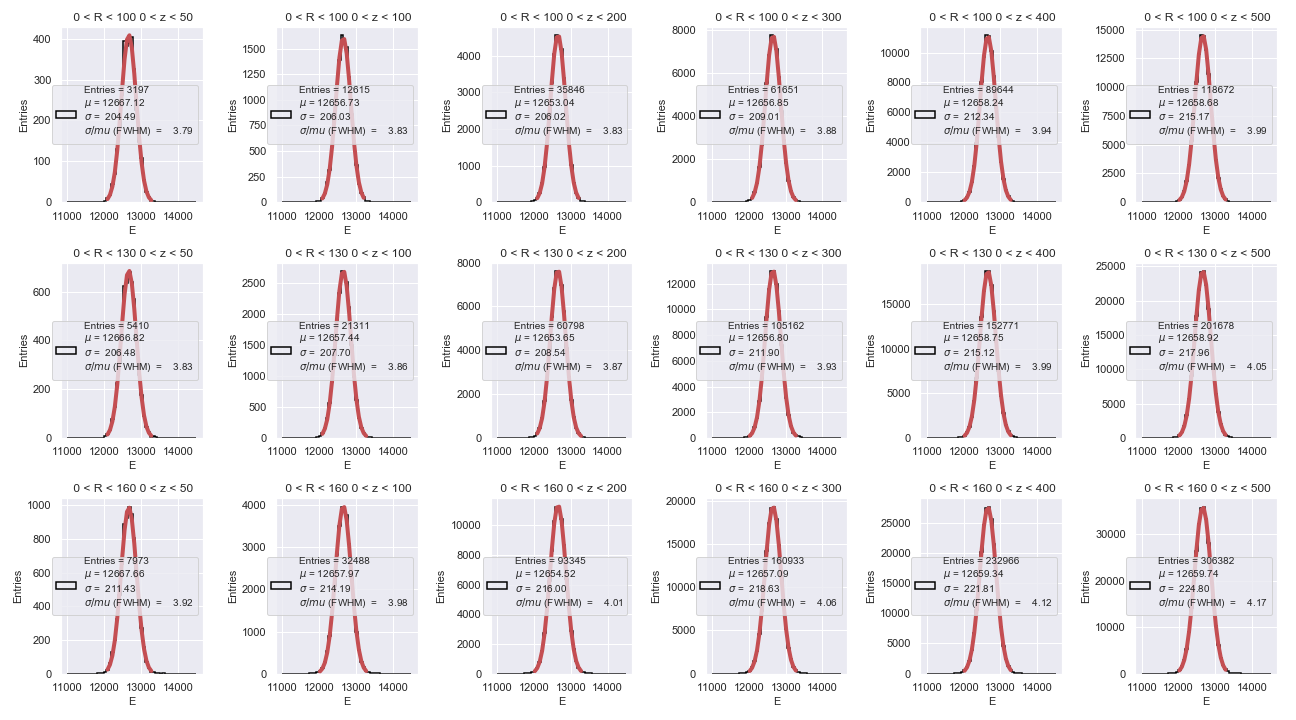 0 < R < 100 0 < z < 50
Entries
400
300
200
100
0
Entries = 3197
μ = 12667.12
σ = 204.49
σ/mu (FWHM) = 3.79
11000 12000 13000 14000
E
0 < R < 100 0 < z < 100
Entries
1500
1250
1000
750
500
250
0
Entries = 12615
μ = 12656.73
σ = 206.03
σ/mu (FWHM) = 3.83
11000 12000 13000 14000
E
0 < R < 100 0 < z < 200
Entries
4000
3000
2000
1000
0
Entries = 35846
μ = 12653.04
σ = 206.02
σ/mu (FWHM) = 3.83
11000 12000 13000 14000
E
0 < R < 100 0 < z < 300
Entries
8000
6000
4000
2000
0
Entries = 61651
μ = 12656.85
σ = 209.01
σ/mu (FWHM) = 3.88
11000 12000 13000 14000
E
0 < R < 100 0 < z < 400
Entries
10000
8000
6000
4000
2000
0
Entries = 89644
μ = 12658.24
σ = 212.34
σ/mu (FWHM) = 3.94
11000 12000 13000 14000
E
0 < R < 100 0 < z < 500
Entries
15000
12500
10000
7500
5000
2500
0
Entries = 118672
μ = 12658.68
σ = 215.17
σ/mu (FWHM) = 3.99
11000 12000 13000 14000
E
0 < R < 130 0 < z < 50
Entries
600
400
200
0
Entries = 5410
μ = 12666.82
σ = 206.48
σ/mu (FWHM) = 3.83
11000 12000 13000 14000
E
0 < R < 130 0 < z < 100
Entries
2500
2000
1500
1000
500
0
Entries = 21311
μ = 12657.44
σ = 207.70
σ/mu (FWHM) = 3.86
11000 12000 13000 14000
E
0 < R < 130 0 < z < 200
Entries
8000
6000
4000
2000
0
Entries = 60798
μ = 12653.65
σ = 208.54
σ/mu (FWHM) = 3.87
11000 12000 13000 14000
E
0 < R < 130 0 < z < 300
Entries
12000
10000
8000
6000
4000
2000
0
Entries = 105162
μ = 12656.80
σ = 211.90
σ/mu (FWHM) = 3.93
11000 12000 13000 14000
E
0 < R < 130 0 < z < 400
Entries
15000
10000
5000
0
Entries = 152771
μ = 12658.75
σ = 215.12
σ/mu (FWHM) = 3.99
11000 12000 13000 14000
E
0 < R < 130 0 < z < 500
Entries
25000
20000
15000
10000
5000
0
Entries = 201678
μ = 12658.92
σ = 217.96
σ/mu (FWHM) = 4.05
11000 12000 13000 14000
E
0 < R < 160 0 < z < 50
Entries
1000
800
600
400
200
0
Entries = 7973
μ = 12667.66
σ = 211.43
σ/mu (FWHM) = 3.92
11000 12000 13000 14000
E
0 < R < 160 0 < z < 100
Entries
4000
3000
2000
1000
0
Entries = 32488
μ = 12657.97
σ = 214.19
σ/mu (FWHM) = 3.98
11000 12000 13000 14000
E
0 < R < 160 0 < z < 200
Entries
10000
8000
6000
4000
2000
0
Entries = 93345
μ = 12654.52
σ = 216.00
σ/mu (FWHM) = 4.01
11000 12000 13000 14000
E
0 < R < 160 0 < z < 300
Entries
20000
15000
10000
5000
0
Entries = 160933
μ = 12657.09
σ = 218.63
σ/mu (FWHM) = 4.06
11000 12000 13000 14000
E
0 < R < 160 0 < z < 400
Entries
25000
20000
15000
10000
5000
0
Entries = 232966
μ = 12659.34
σ = 221.81
σ/mu (FWHM) = 4.12
11000 12000 13000 14000
E
0 < R < 160 0 < z < 500
Entries
30000
20000
10000
0
Entries = 306382
μ = 12659.74
σ = 224.80
σ/mu (FWHM) = 4.17
11000 12000 13000 14000
E